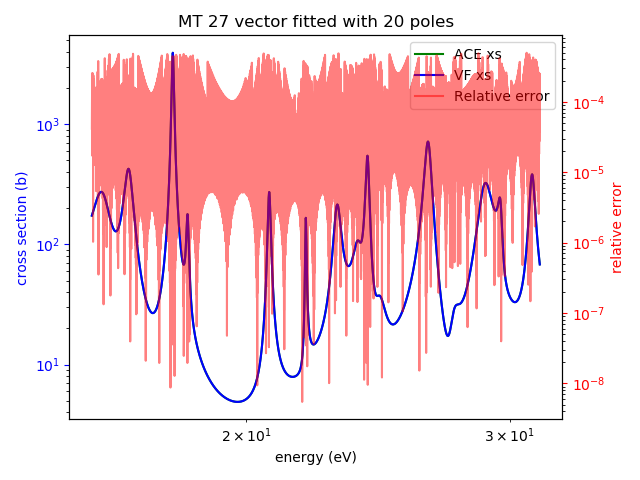 MT 27 vector fitted with 20 poles
ACE xs
VF xs
Relative error
10³
10²
10¹
cross section (b)
10⁻⁴
10⁻⁵
10⁻⁶
10⁻⁷
10⁻⁸
relative error
2 × 10¹
3 × 10¹
energy (eV)